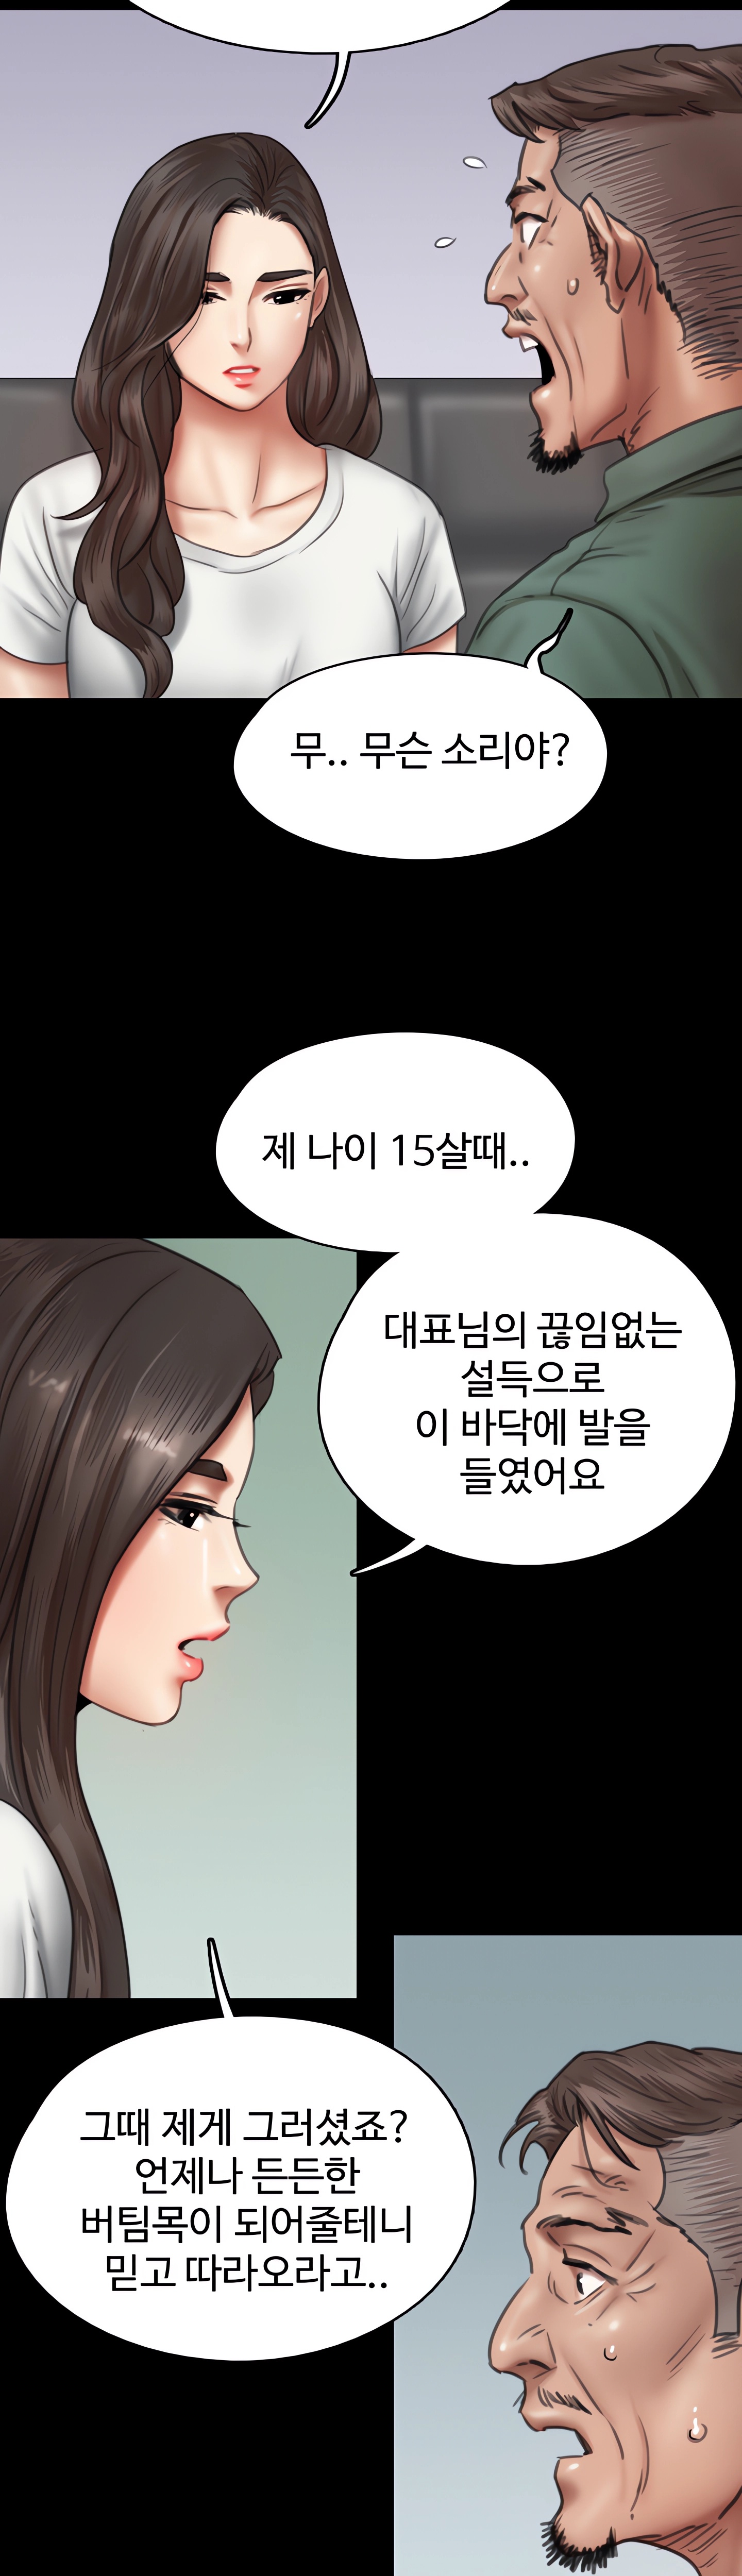 무.. 무슨 소리야?
제 나이 15살때..
대표님의 끊임없는
설득으로
이 바닥에 발을
들였어요
그때 제게 그러셨죠?
언제나 든든한
버팀목이 되어줄테니
믿고 따라오라고..